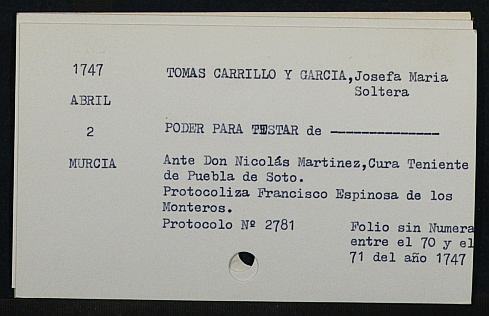 1747
ABRIL
2
MURCIA
TOMAS CARRILLO Y GARCIA,Josefa Maria
Soltera
PODER PARA TESTAR de ---------------
Ante Don Nicolás Martinez,Cura Teniente
de Puebla de Soto.
Protocoliza Francisco Espinosa de los
Monteros.
Protocolo Nº 2781
Folio sin Numera
entre el 70 y el
71 del año 1747